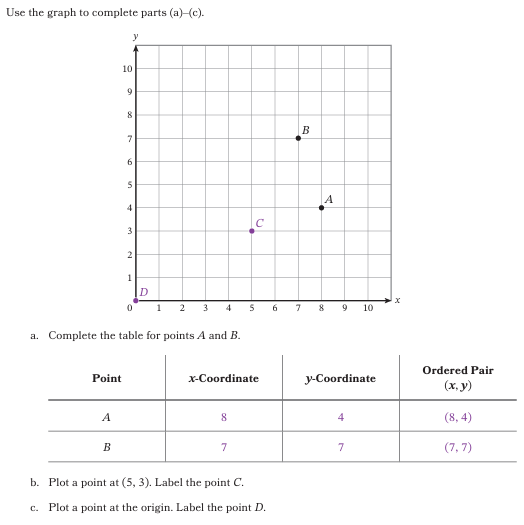 Use the graph to complete parts (a)–(c).
y
10
9
8
7
B
6
5
4
A
3
C
2
1
D
0 1 2 3 4 5 6 7 8 9 10 x
a. Complete the table for points A and B.
Point x-Coordinate y-Coordinate Ordered Pair (x, y)
A 8 4 (8, 4)
B 7 7 (7, 7)
b. Plot a point at (5, 3). Label the point C.
c. Plot a point at the origin. Label the point D.